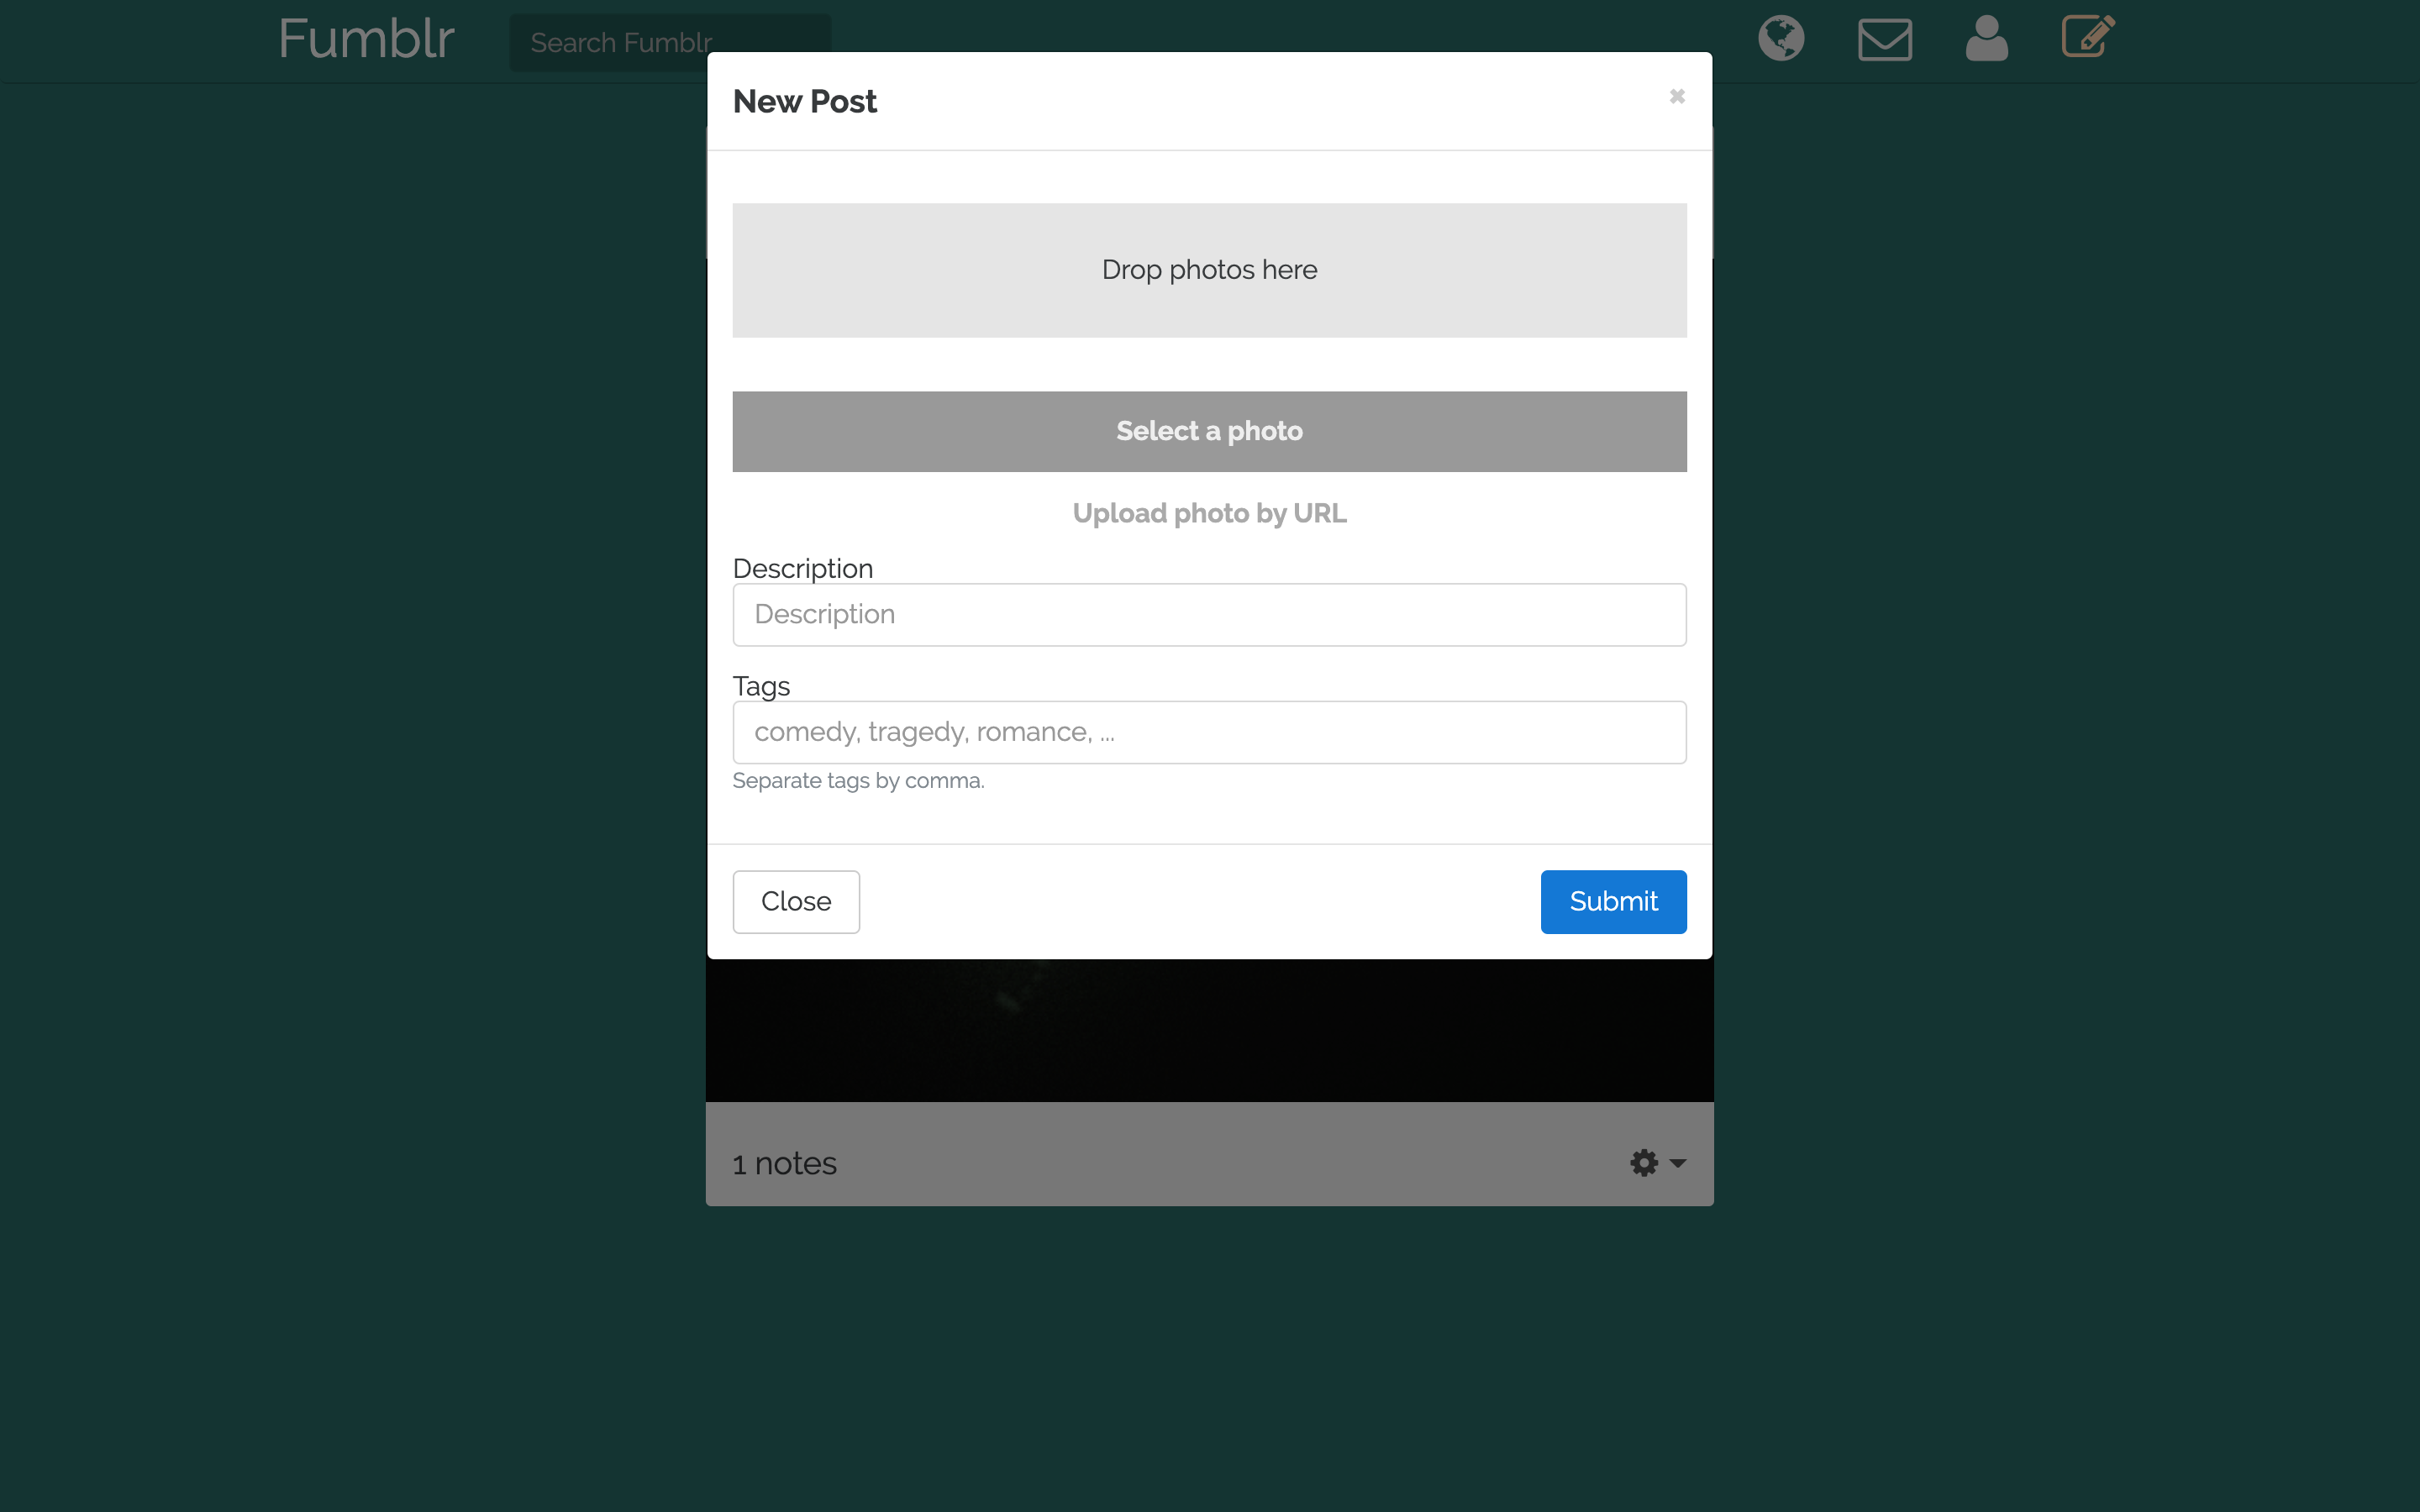 Fumblr
Search Fumblr
New Post
Drop photos here
Select a photo
Upload photo by URL
Description
Description
Tags
comedy, tragedy, romance, ...
Separate tags by comma.
Close
Submit
1 notes